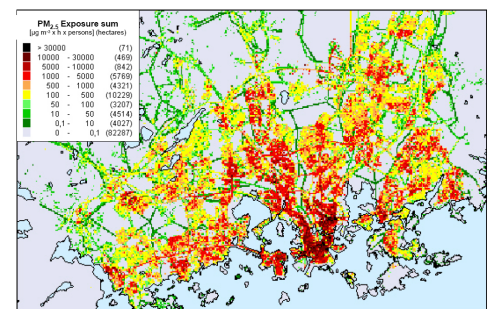 PM2.5 Exposure sum
[µg m⁻³ x h x persons] (hectares)
> 30000 (71)
10000 - 30000 (469)
5000 - 10000 (842)
1000 - 5000 (5769)
500 - 1000 (4321)
100 - 500 (10229)
50 - 100 (3207)
10 - 50 (4514)
0,1 - 10 (4027)
0 - 0,1 (82287)